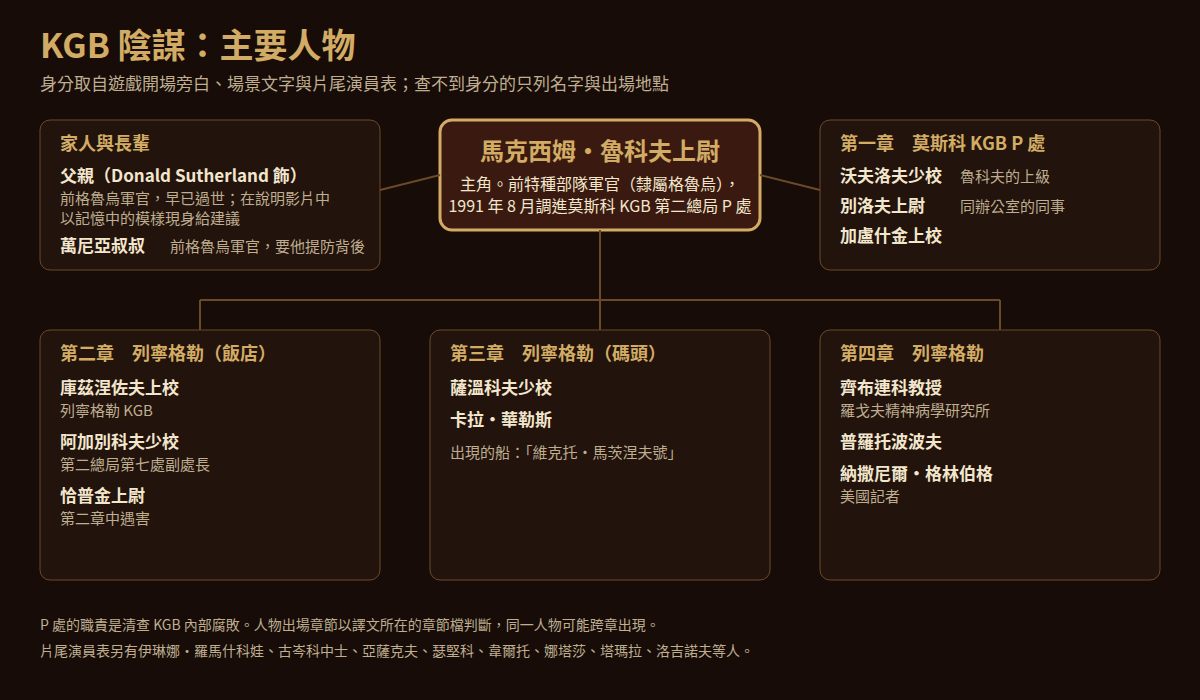 KGB 陰謀：主要人物
身分取自遊戲開場旁白、場景文字與片尾演員表；查不到身分的只列名字與出場地點
家人與長輩
父親（Donald Sutherland 飾）
前格魯烏軍官，早已過世；在說明影片中
以記憶中的模樣現身給建議
萬尼亞叔叔　前格魯烏軍官，要他提防背後
馬克西姆・魯科夫上尉
主角。前特種部隊軍官（隸屬格魯烏），
1991 年 8 月調進莫斯科 KGB 第二總局 P 處
第一章　莫斯科 KGB P 處
沃夫洛夫少校　魯科夫的上級
別洛夫上尉　同辦公室的同事
加盧什金上校
第二章　列寧格勒（飯店）
庫茲涅佐夫上校
列寧格勒 KGB
阿加別科夫少校
第二總局第七處副處長
恰普金上尉
第二章中遇害
第三章　列寧格勒（碼頭）
薩溫科夫少校
卡拉・華勒斯
出現的船：「維克托・馬茨涅夫號」
第四章　列寧格勒
齊布連科教授
羅戈夫精神病學研究所
普羅托波波夫
納撒尼爾・格林伯格
美國記者
P 處的職責是清查 KGB 內部腐敗。人物出場章節以譯文所在的章節檔判斷，同一人物可能跨章出現。
片尾演員表另有伊琳娜・羅馬什科娃、古岑科中士、亞薩克夫、瑟堅科、韋爾托、娜塔莎、塔瑪拉、洛吉諾夫等人。